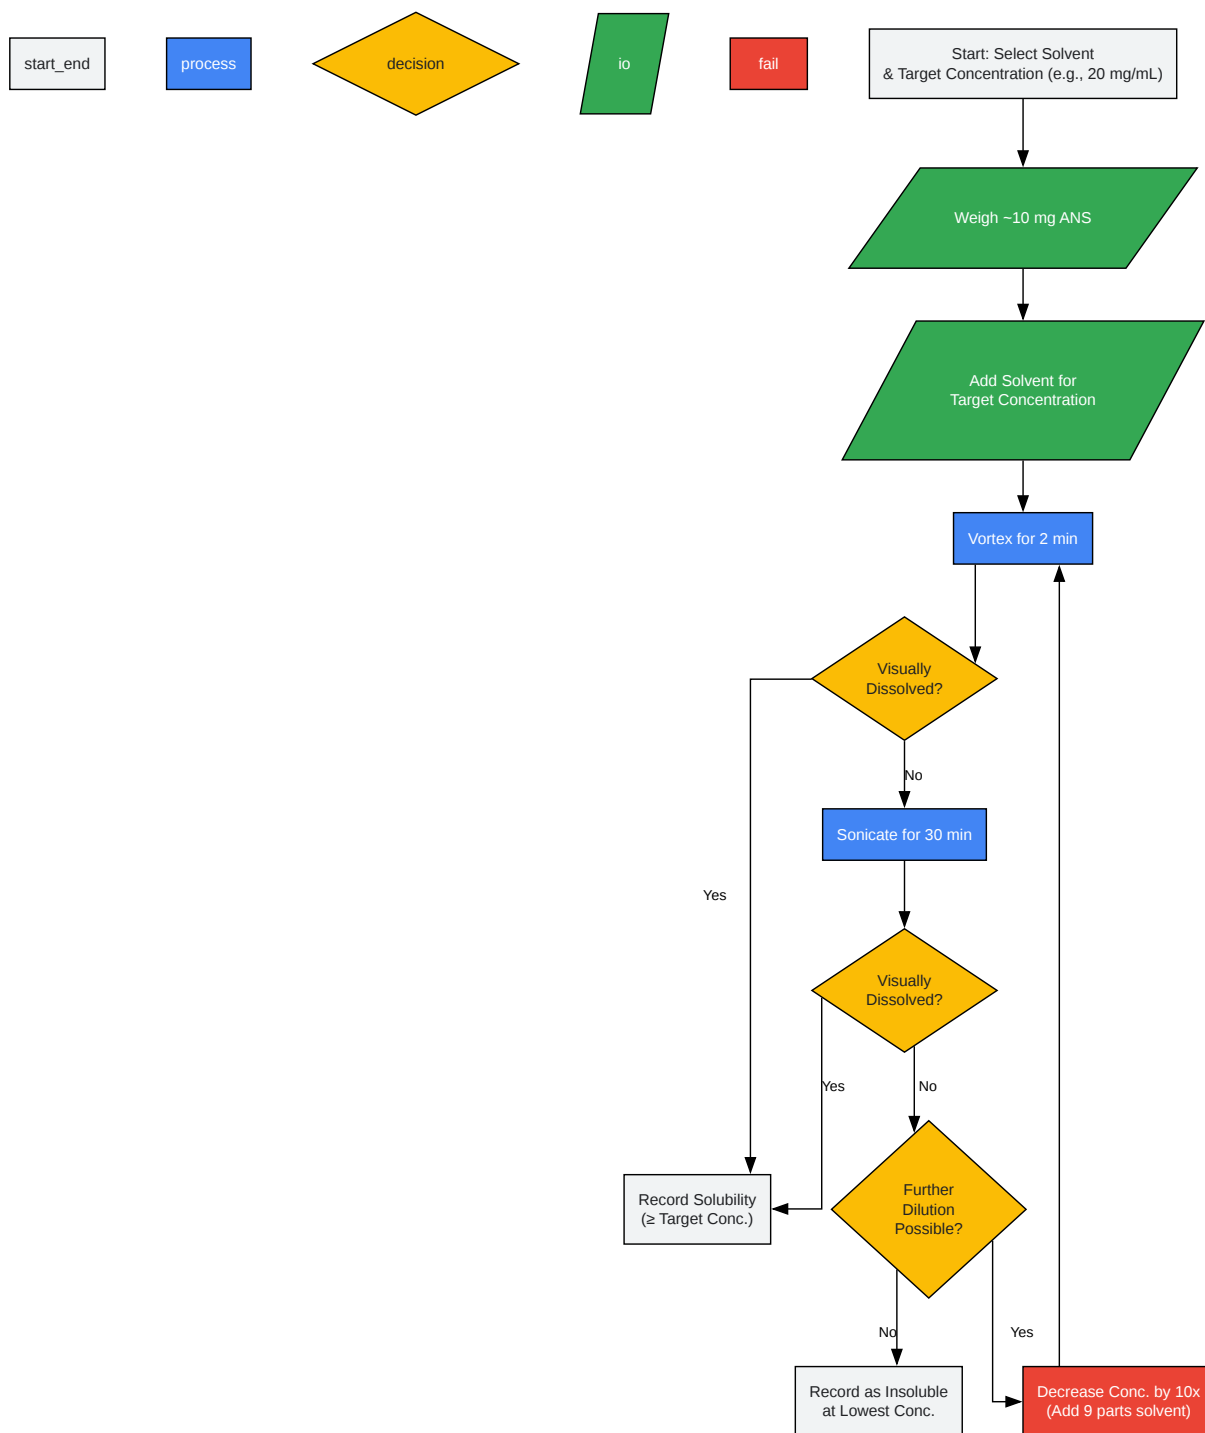 start_end
process
decision
io
fail
Start: Select Solvent
& Target Concentration (e.g., 20 mg/mL)
Weigh ~10 mg ANS
Add Solvent for
Target Concentration
Vortex for 2 min
Visually
Dissolved?
No
Sonicate for 30 min
Yes
Visually
Dissolved?
Yes
No
Further
Dilution
Possible?
Record Solubility
(≥ Target Conc.)
No
Yes
Record as Insoluble
at Lowest Conc.
Decrease Conc. by 10x
(Add 9 parts solvent)